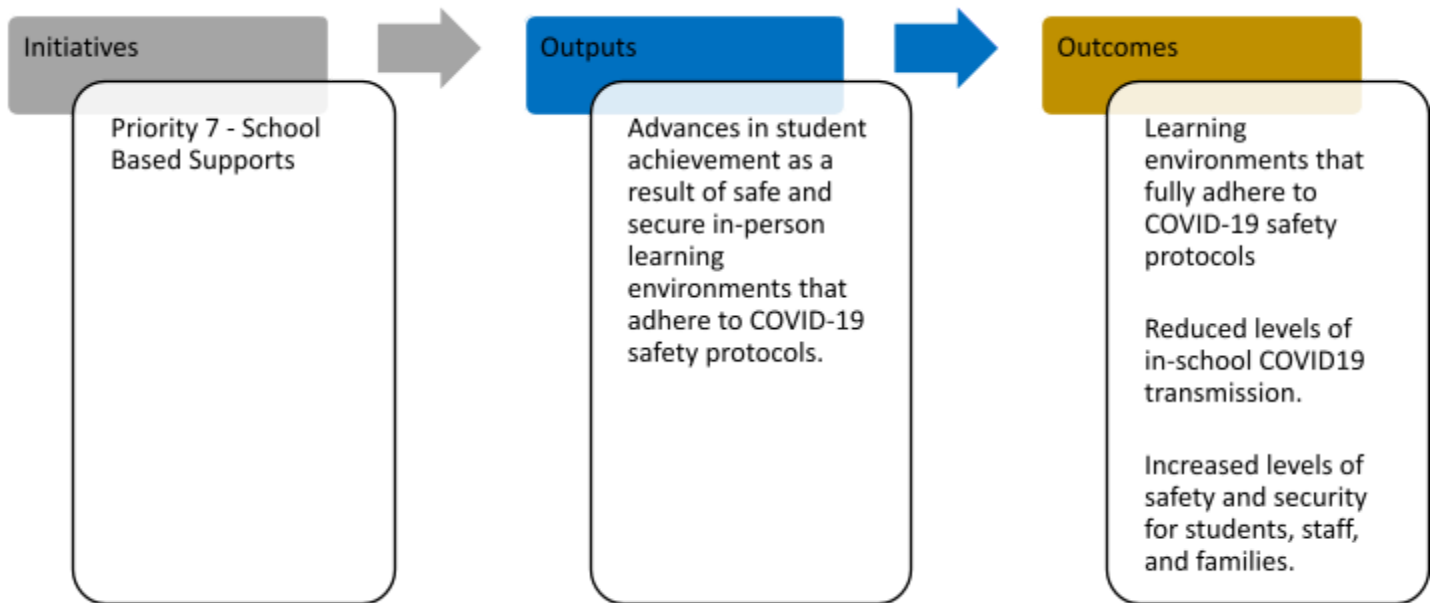 Initiatives
Priority 7 - School
Based Supports
Outputs
Advances in student
achievement as a
result of safe and
secure in-person
learning
environments that
adhere to COVID-19
safety protocols.
Outcomes
Learning
environments that
fully adhere to
COVID-19 safety
protocols
Reduced levels of
in-school COVID19
transmission.
Increased levels of
safety and security
for students, staff,
and families.